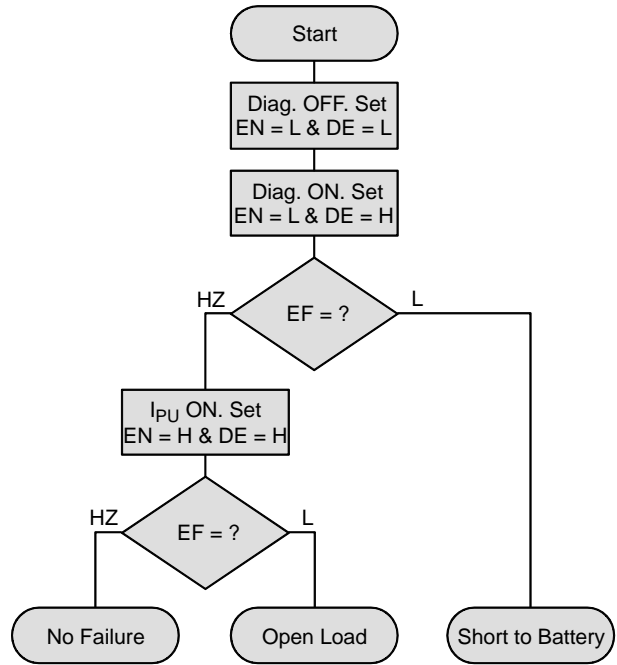 Start
Diag. OFF. Set
EN = L & DE = L
Diag. ON. Set
EN = L & DE = H
EF = ?
HZ
L
IPU ON. Set
EN = H & DE = H
EF = ?
HZ
L
No Failure
Open Load
Short to Battery